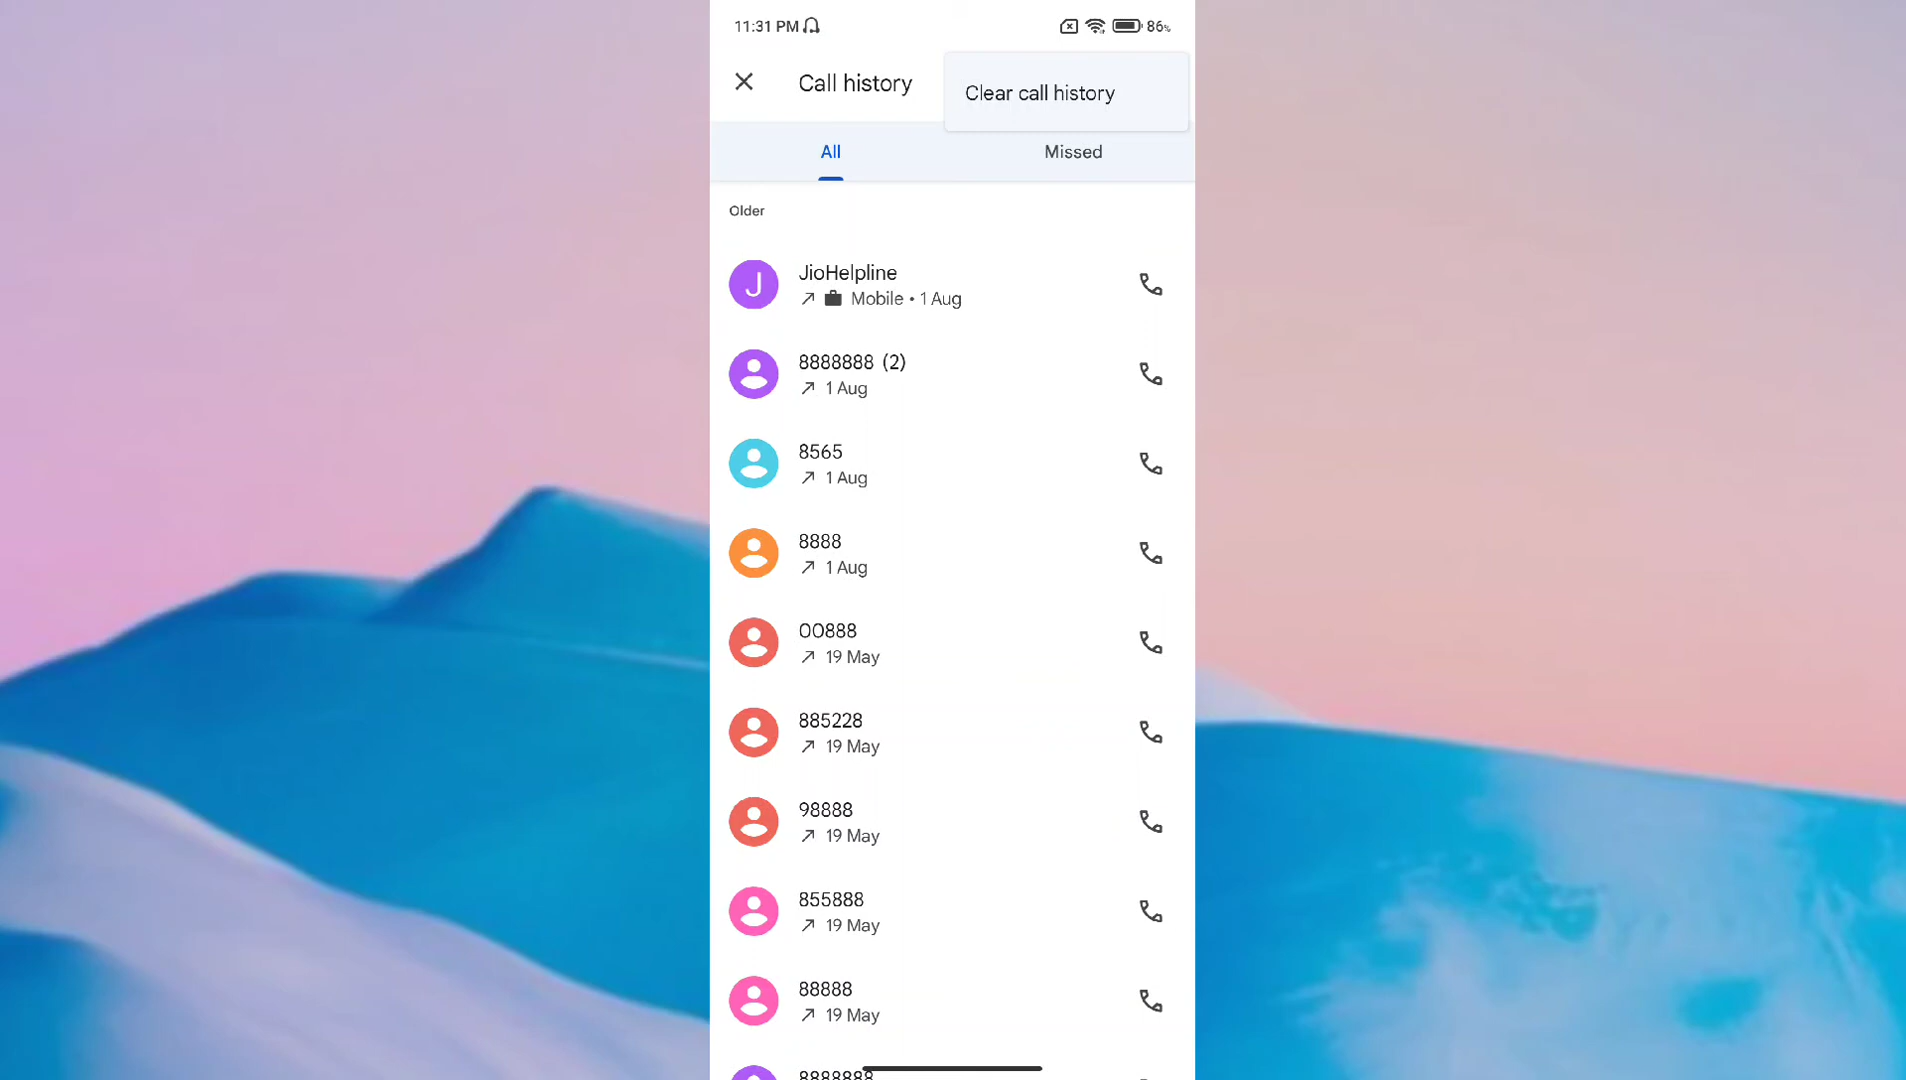 11:31 PM 86%
Call history
Clear call history
All Missed
Older
J
JioHelpline
Mobile • 1 Aug
8888888 (2)
1 Aug
8565
1 Aug
8888
1 Aug
00888
19 May
885228
19 May
98888
19 May
855888
19 May
88888
19 May
8888888